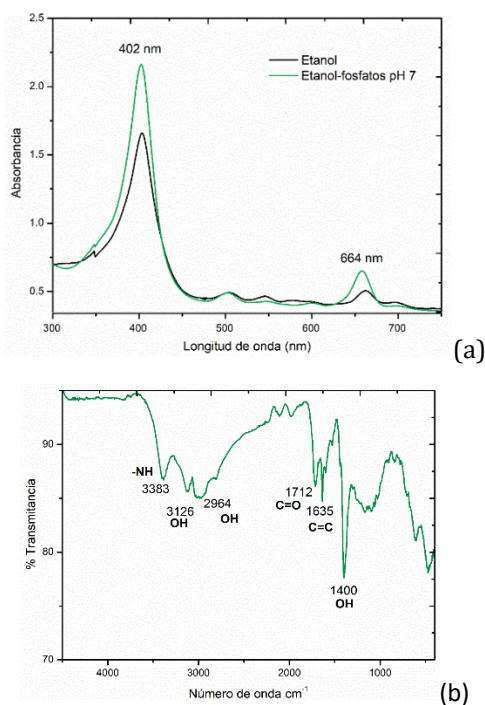 402 nm
Etanol
Etanol-fosfatos pH 7
664 nm
Absorbancia
2.5
2.0
1.5
1.0
0.5
300 400 500 600 700
Longitud de onda (nm)
(a)
% Transmitancia
90
80
70
-NH
3383
3126
OH
2964
OH
1712
C=O
1635
C=C
1400
OH
4000 3000 2000 1000
Número de onda cm⁻¹
(b)